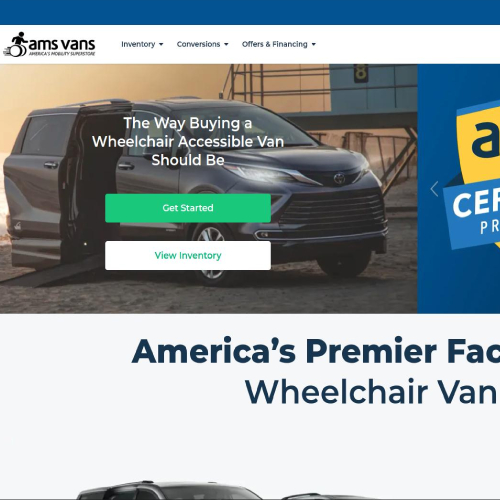 ams vans
AMERICA'S MOBILITY SUPERSTORE
Inventory
Conversions
Offers & Financing
8
The Way Buying a
Wheelchair Accessible Van
Should Be
Get Started
View Inventory
a
CER
PR
America's Premier Fac
Wheelchair Van